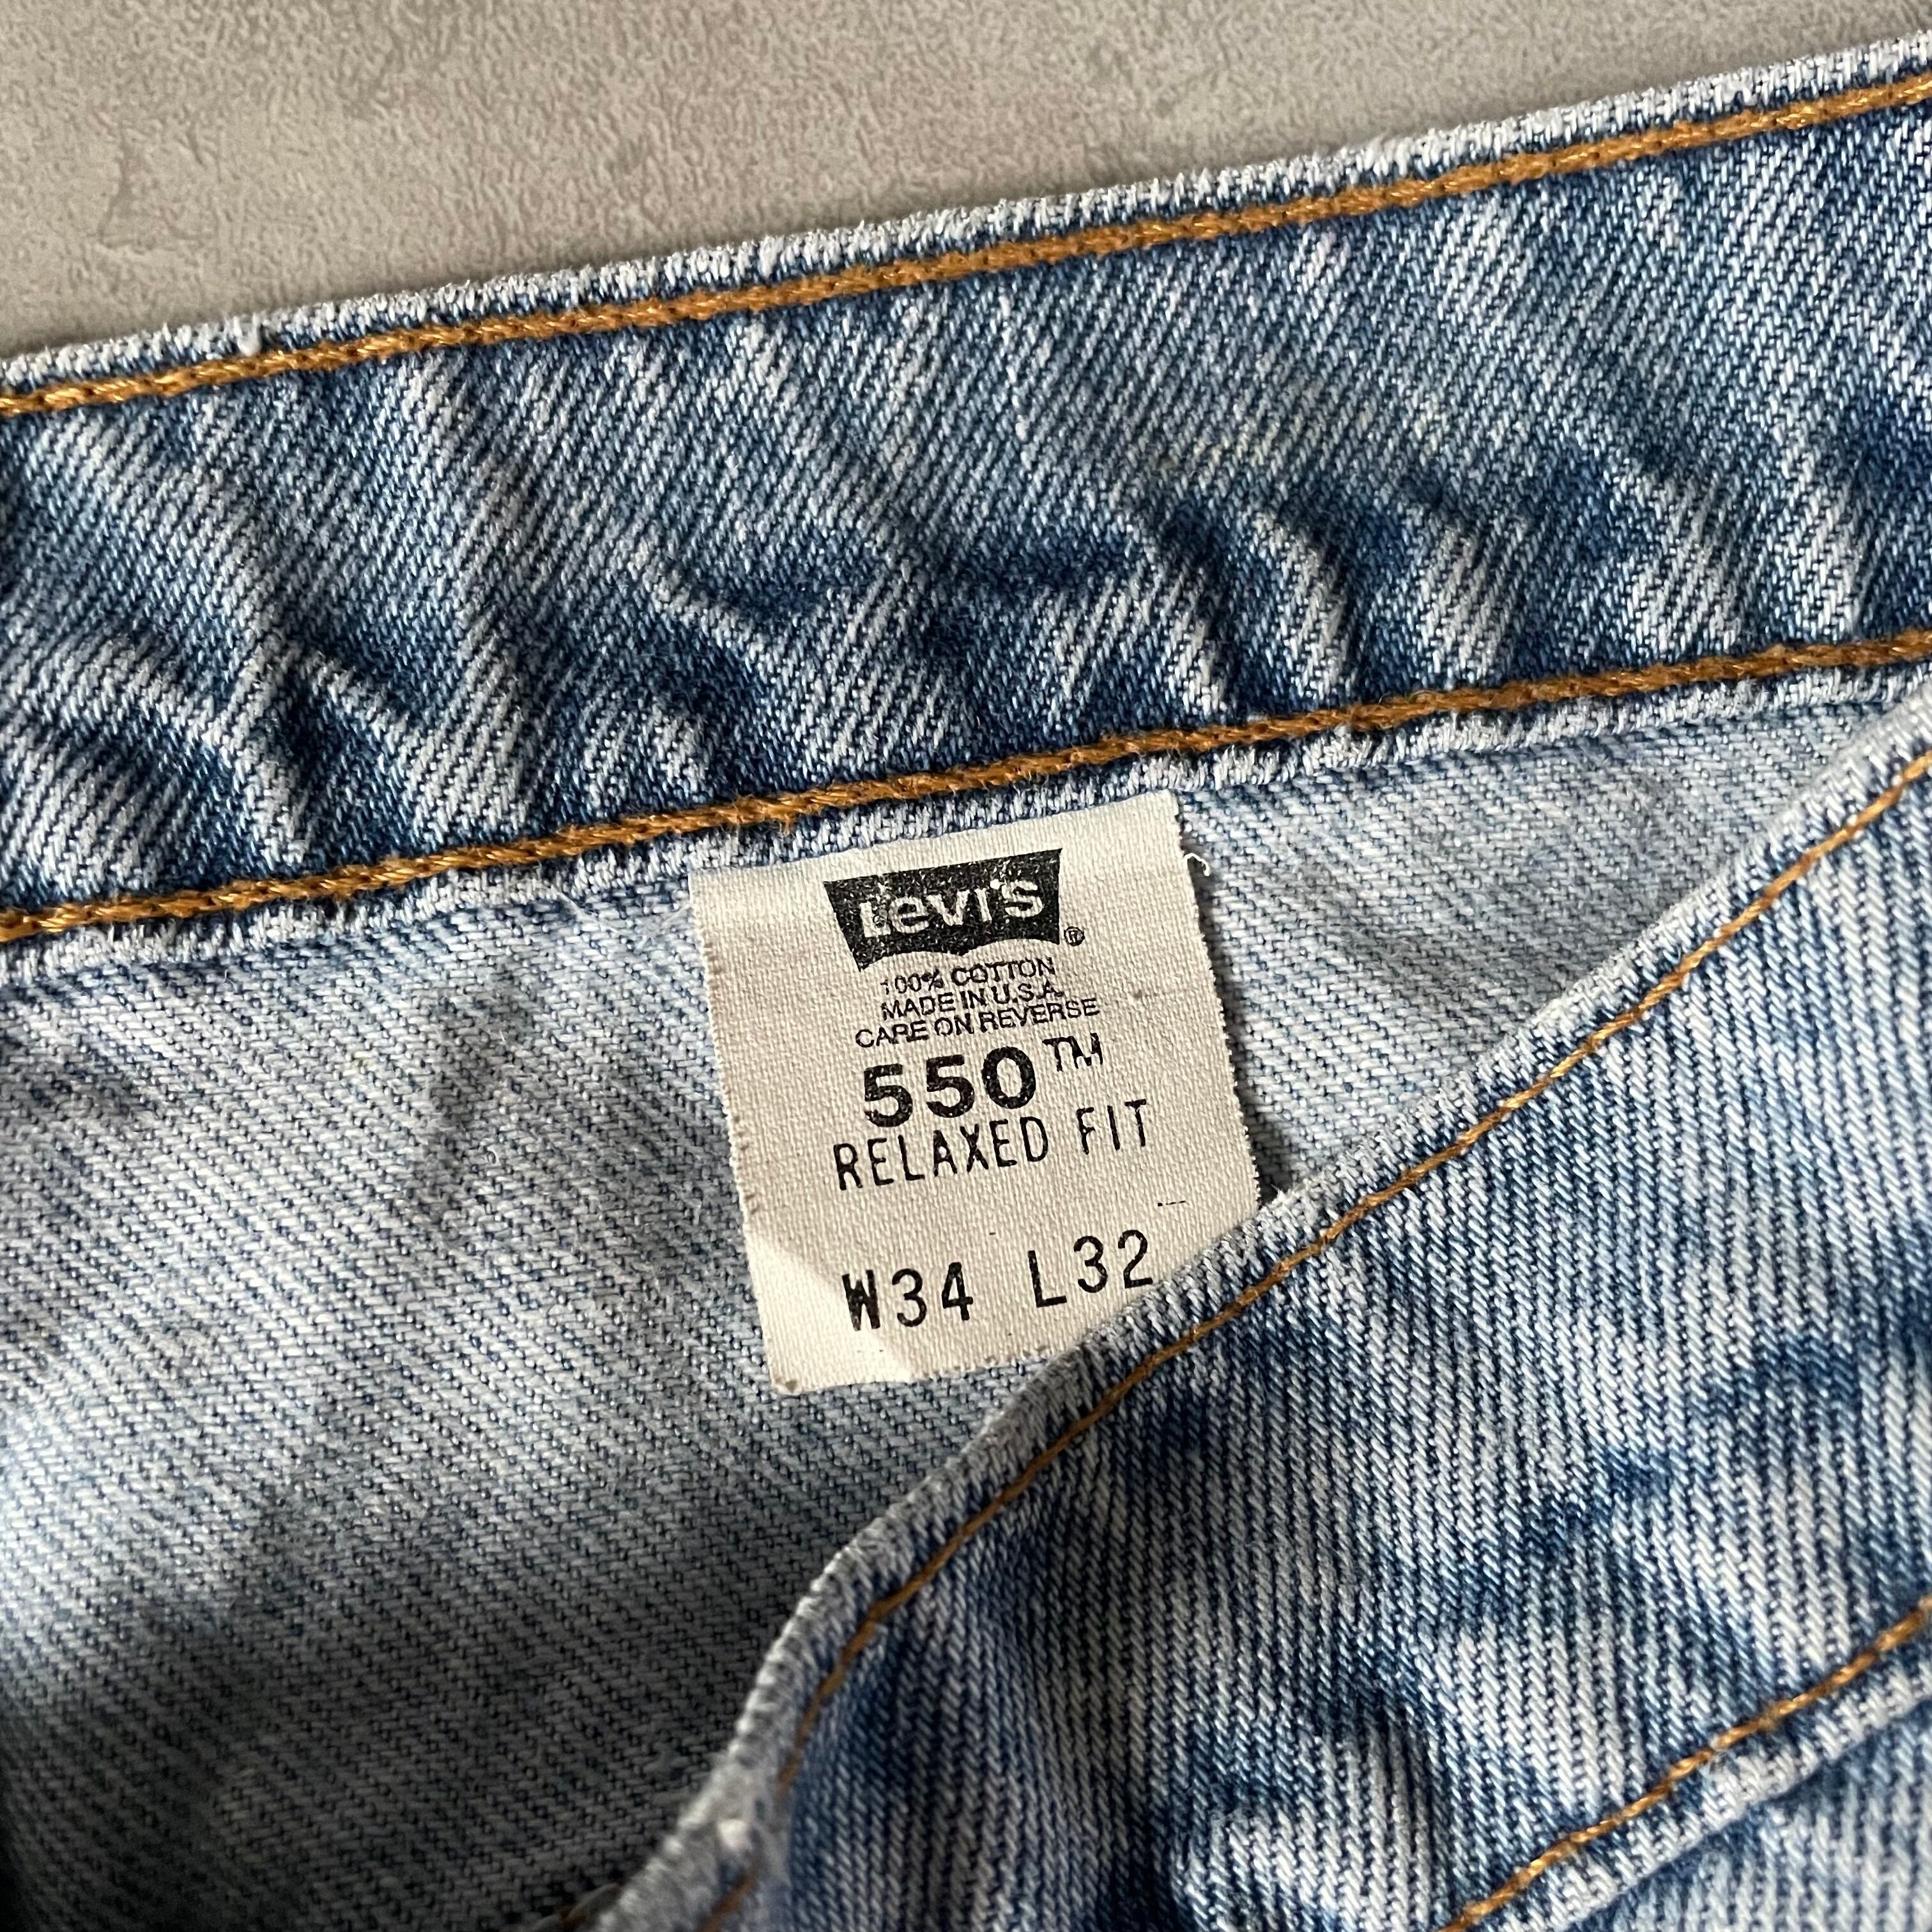 Levi's ®
100% COTTON
MADE IN U.S.A.
CARE ON REVERSE
550™
RELAXED FIT
W34 L32